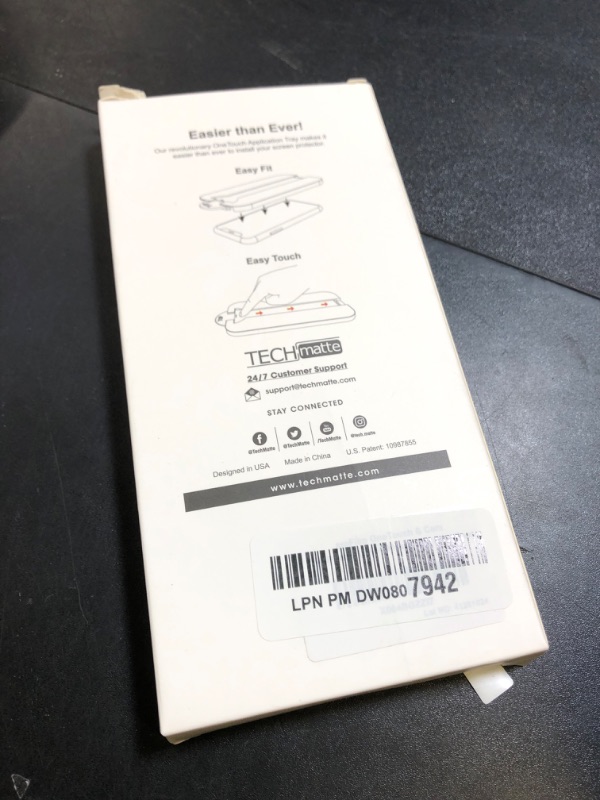 Easier than Ever!
Our revolutionary OneTouch Application Tray makes it
easier than ever to install your screen protector.
Easy Fit
Easy Touch
TECH matte
24/7 Customer Support
support@techmatte.com
STAY CONNECTED
@TechMatte @TechMatte /TechMatte @tech.matte
Designed in USA Made in China U.S. Patent: 10987855
www.techmatte.com
LPN PM DW0807942